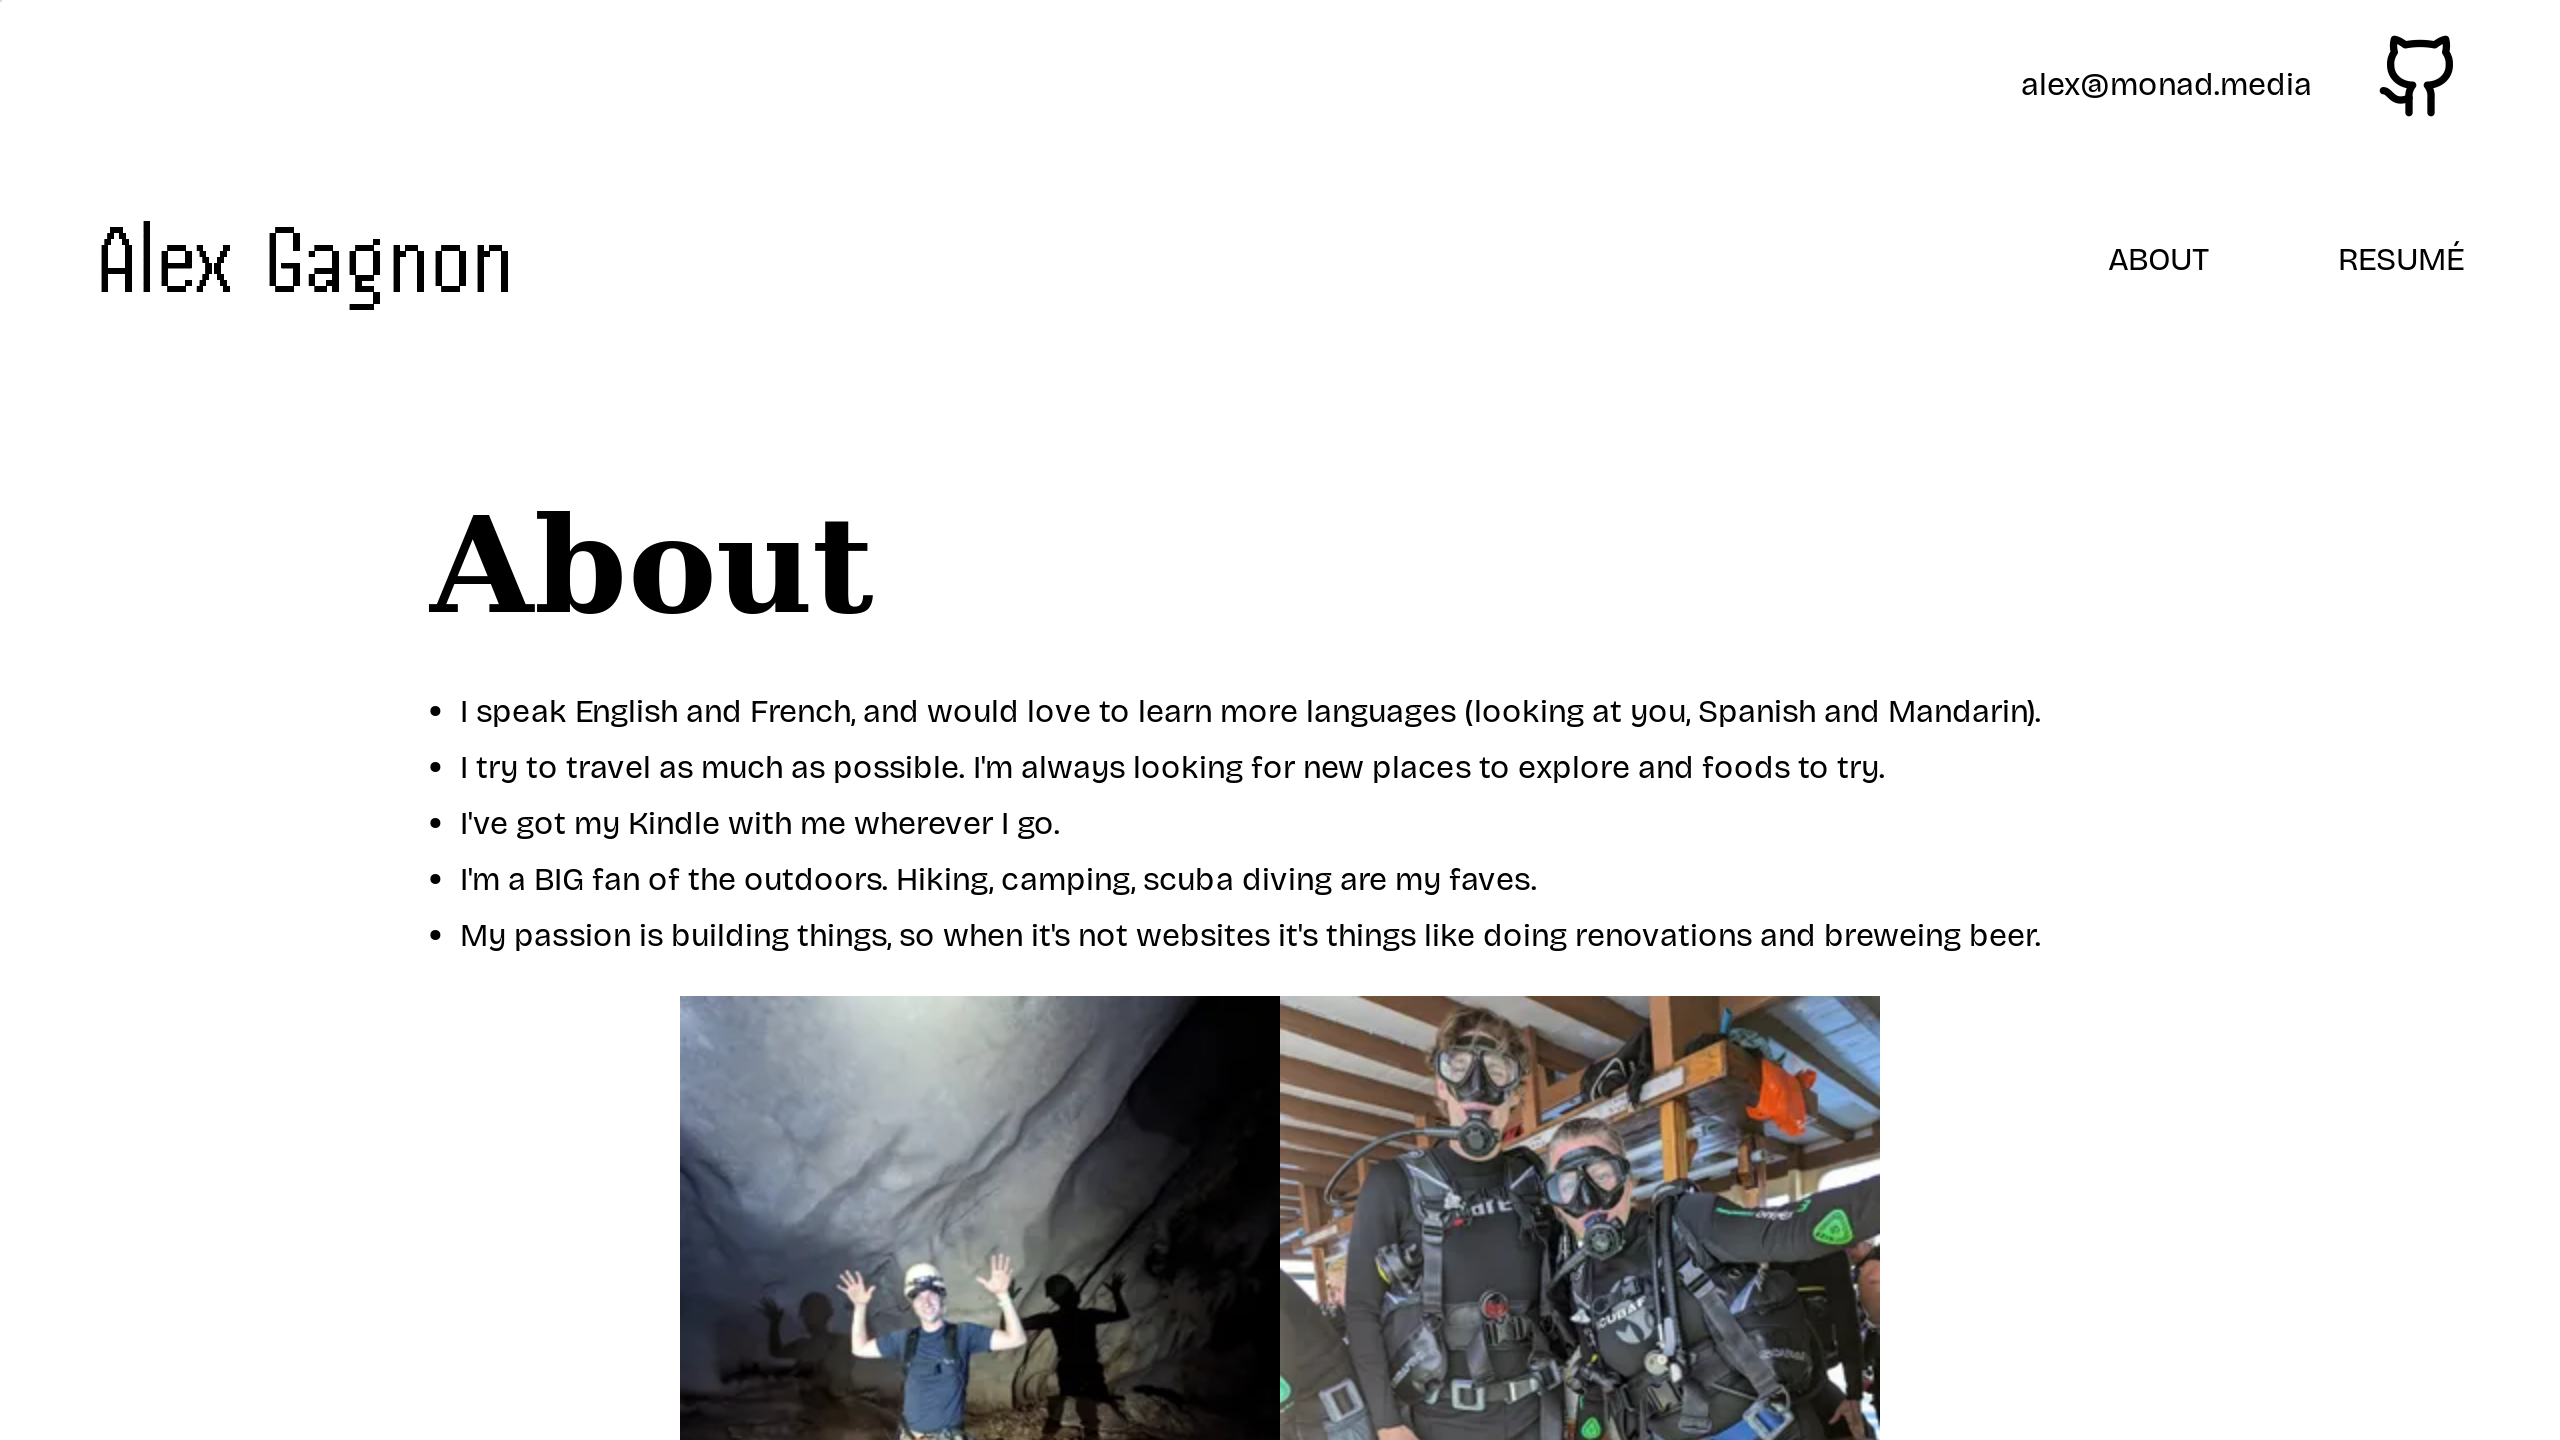 alex@monad.media
Alex Gagnon
ABOUT
RESUMÉ
About
• I speak English and French, and would love to learn more languages (looking at you, Spanish and Mandarin).
• I try to travel as much as possible. I'm always looking for new places to explore and foods to try.
• I've got my Kindle with me wherever I go.
• I'm a BIG fan of the outdoors. Hiking, camping, scuba diving are my faves.
• My passion is building things, so when it's not websites it's things like doing renovations and breweing beer.